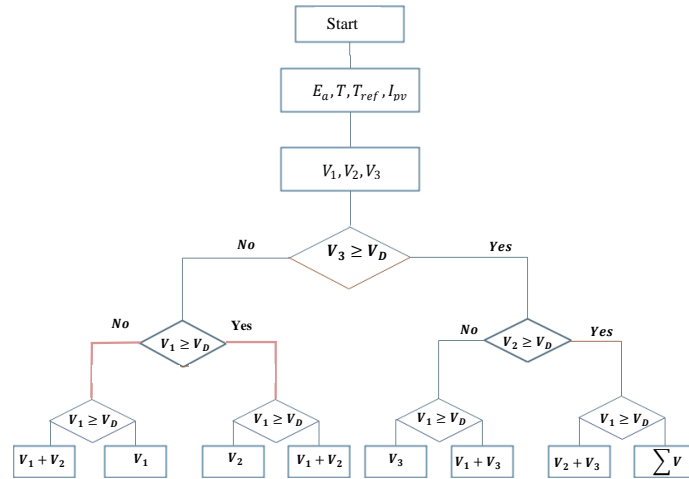 Start
E_a, T, T_ref, I_pv
V_1, V_2, V_3
No
V_3 ≥ V_D
Yes
No
V_1 ≥ V_D
Yes
No
V_2 ≥ V_D
Yes
V_1 ≥ V_D
V_1 ≥ V_D
V_1 ≥ V_D
V_1 ≥ V_D
V_1 + V_2
V_1
V_2
V_1 + V_2
V_3
V_1 + V_3
V_2 + V_3
∑ V